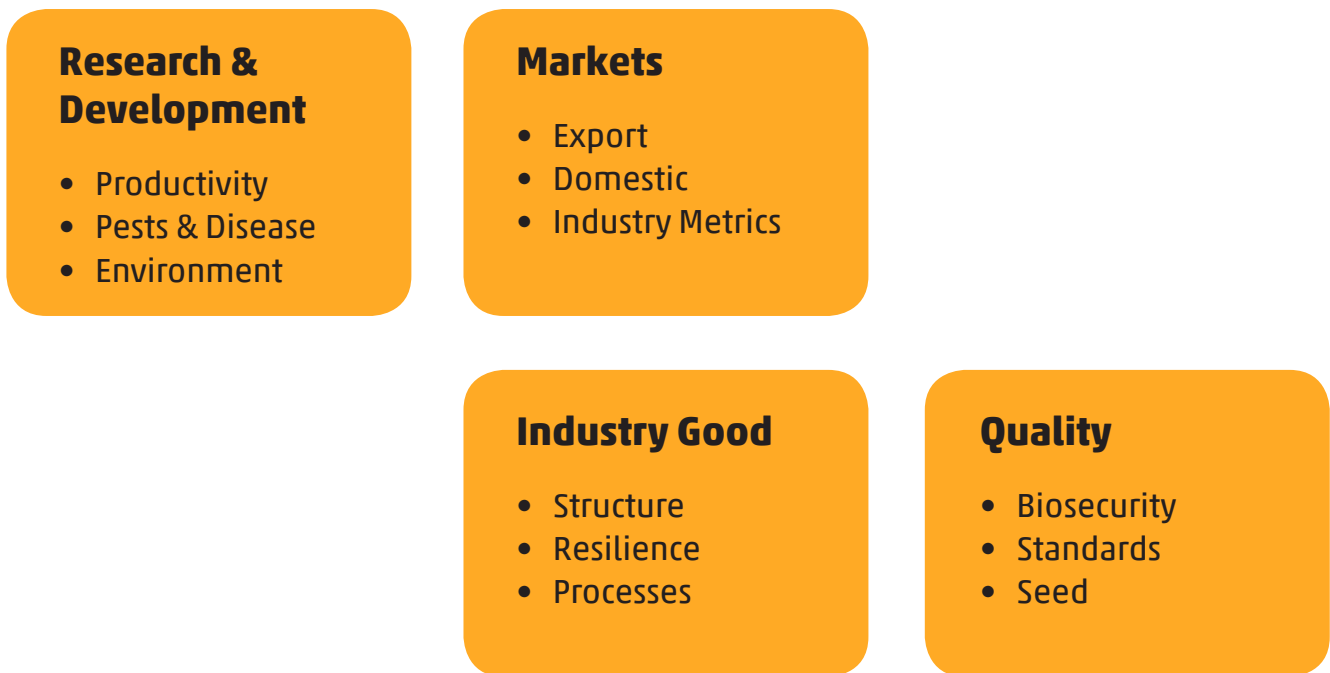 Research &
Development
• Productivity
• Pests & Disease
• Environment
Markets
• Export
• Domestic
• Industry Metrics
Industry Good
• Structure
• Resilience
• Processes
Quality
• Biosecurity
• Standards
• Seed